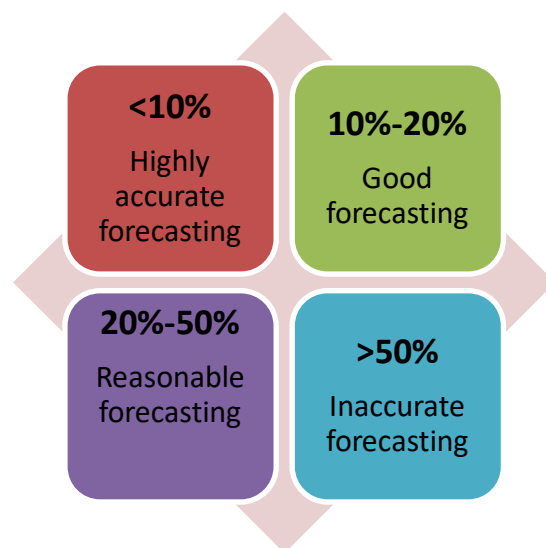 <10%
Highly
accurate
forecasting
10%-20%
Good
forecasting
20%-50%
Reasonable
forecasting
>50%
Inaccurate
forecasting